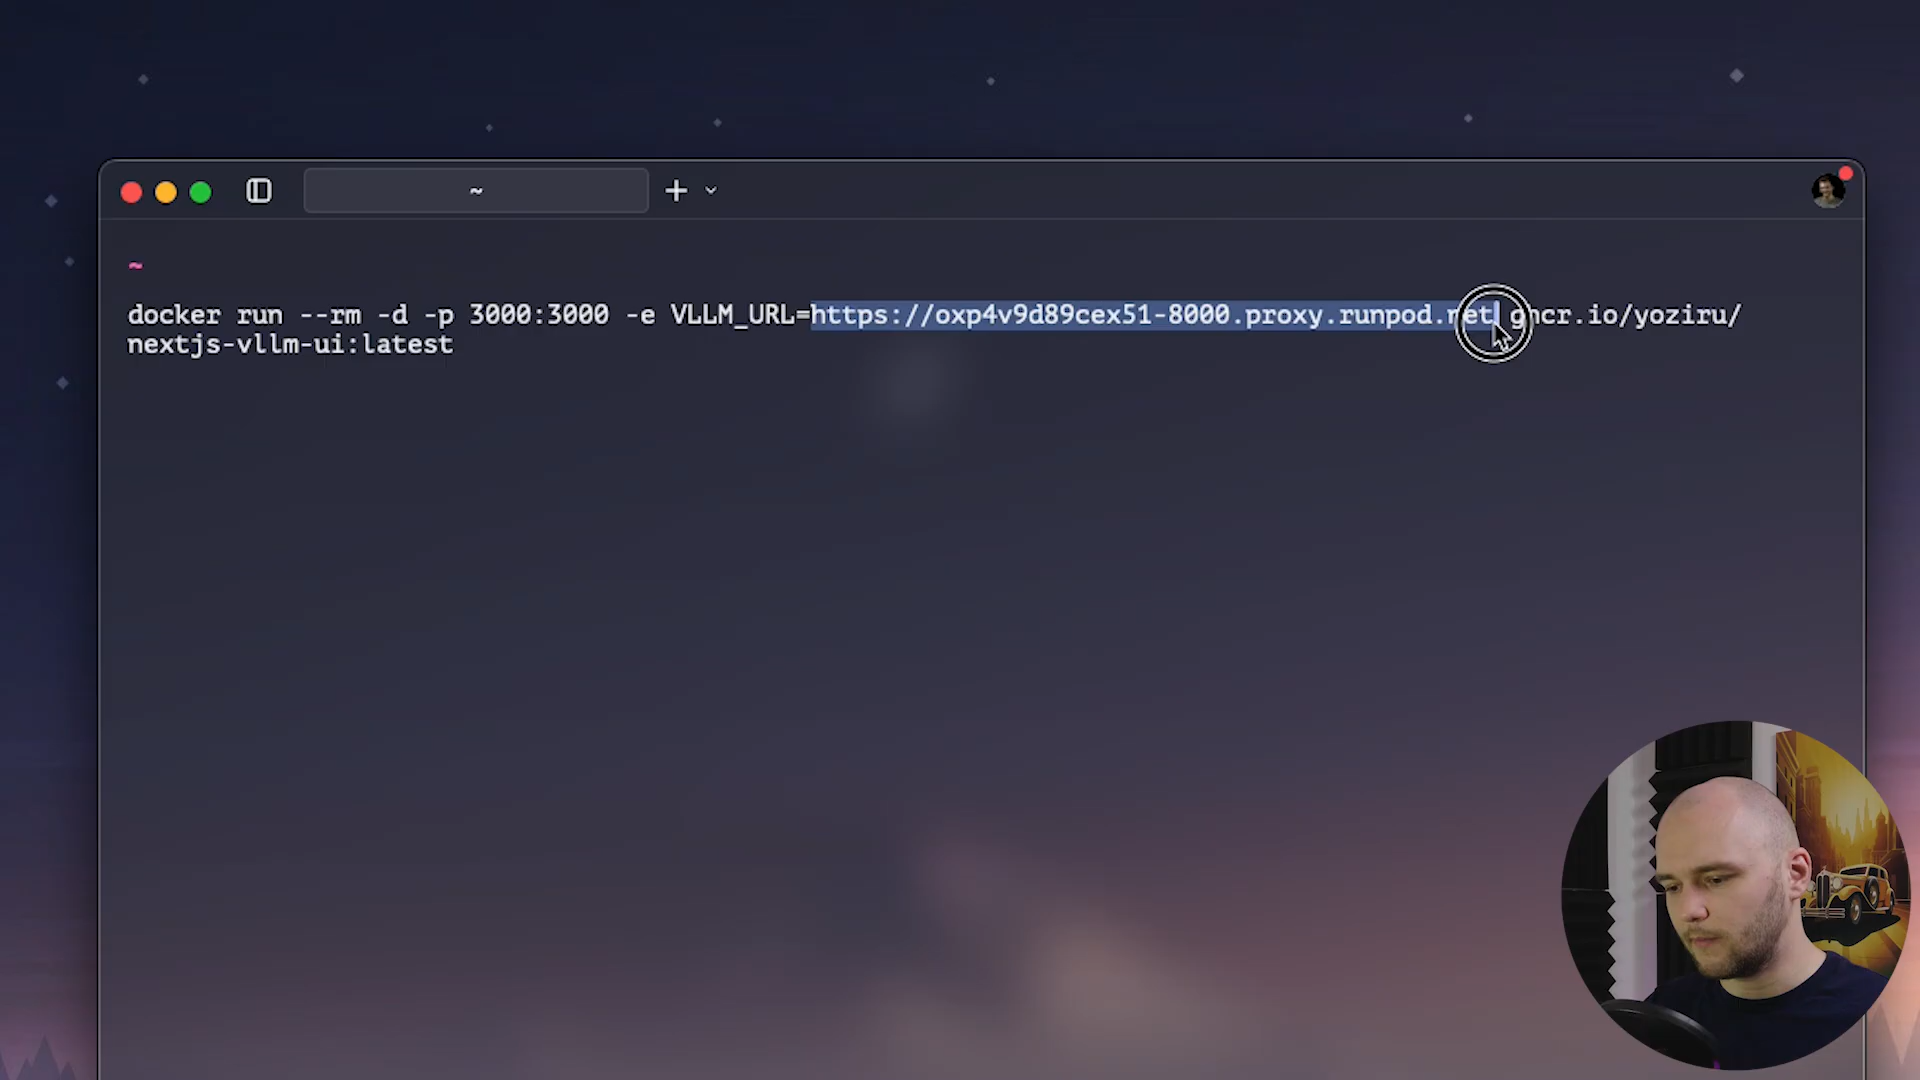 ~
~
docker run --rm -d -p 3000:3000 -e VLLM_URL=https://oxp4v9d89cex51-8000.proxy.runpod.net ghcr.io/yoziru/
nextjs-vllm-ui:latest